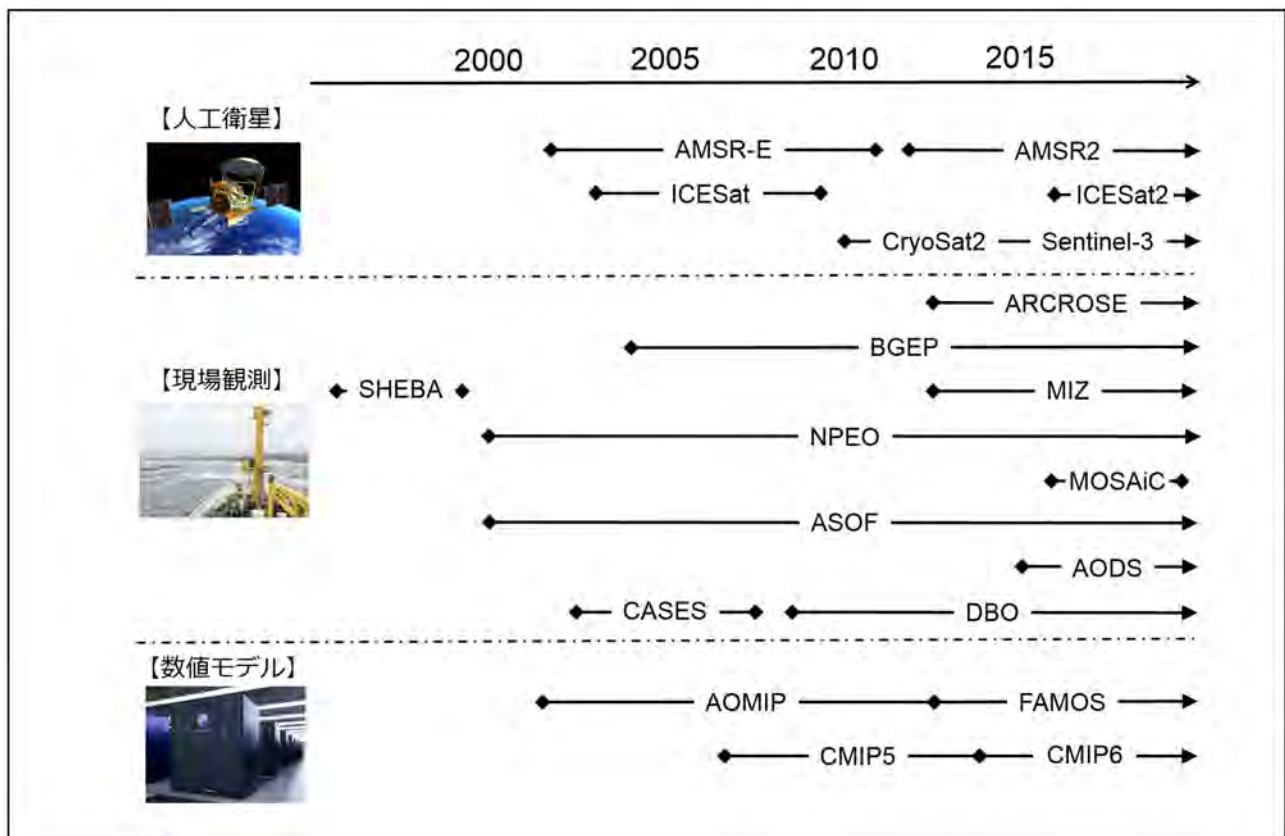 2000 2005 2010 2015
【人工衛星】
AMSR-E AMSR2
ICESat ICESat2
CryoSat2 Sentinel-3
ARCROSE
BGEP
【現場観測】
SHEBA MIZ
NPEO
MOSAiC
ASOF
AODS
CASES DBO
【数値モデル】
AOMIP FAMOS
CMIP5 CMIP6